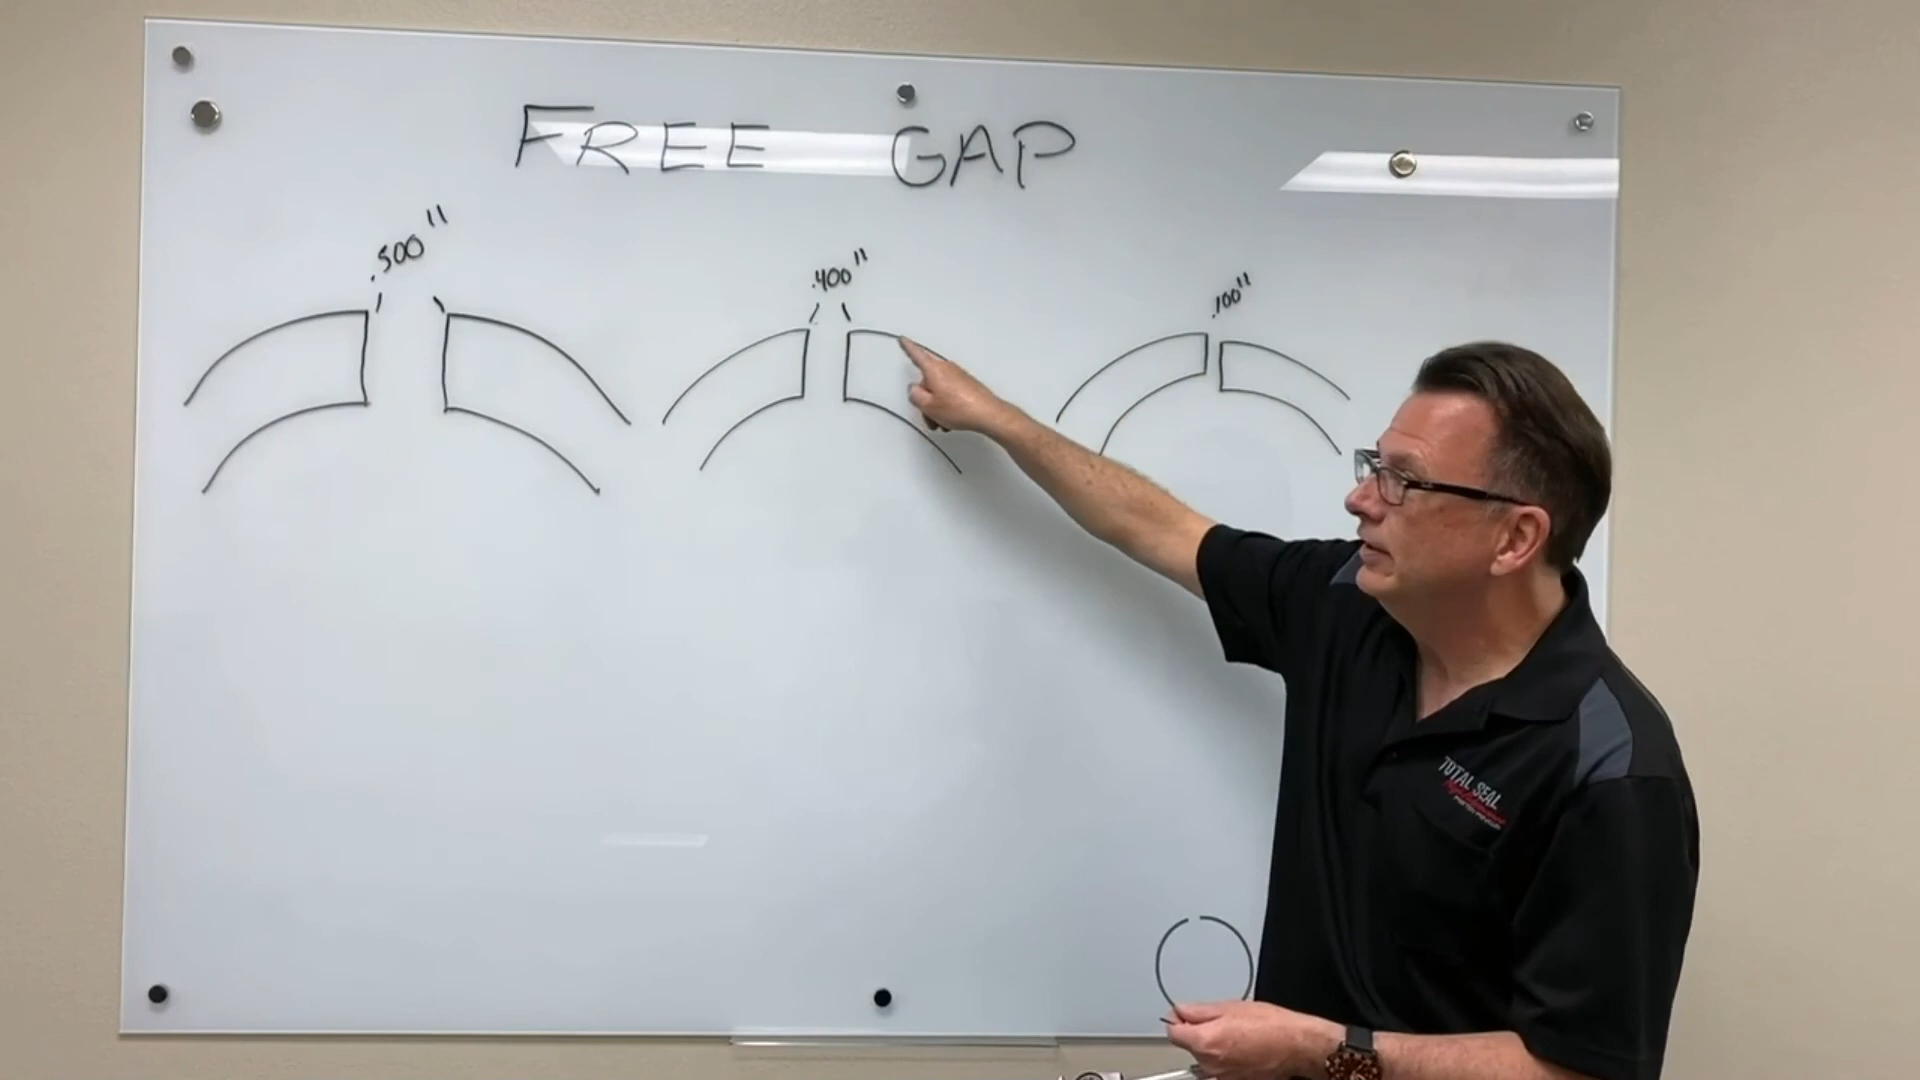 FREE GAP
.500"
.400"
.100"
TOTAL SEAL